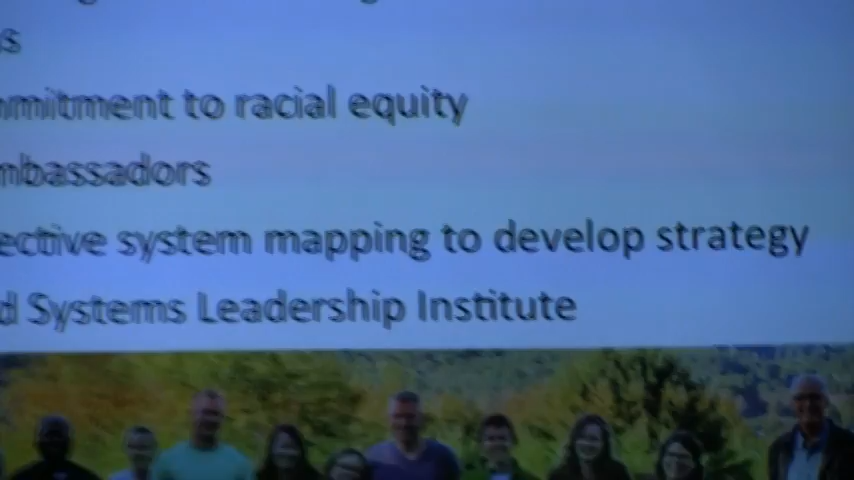 s
mmitment to racial equity
mbassadors
ective system mapping to develop strategy
d Systems Leadership Institute